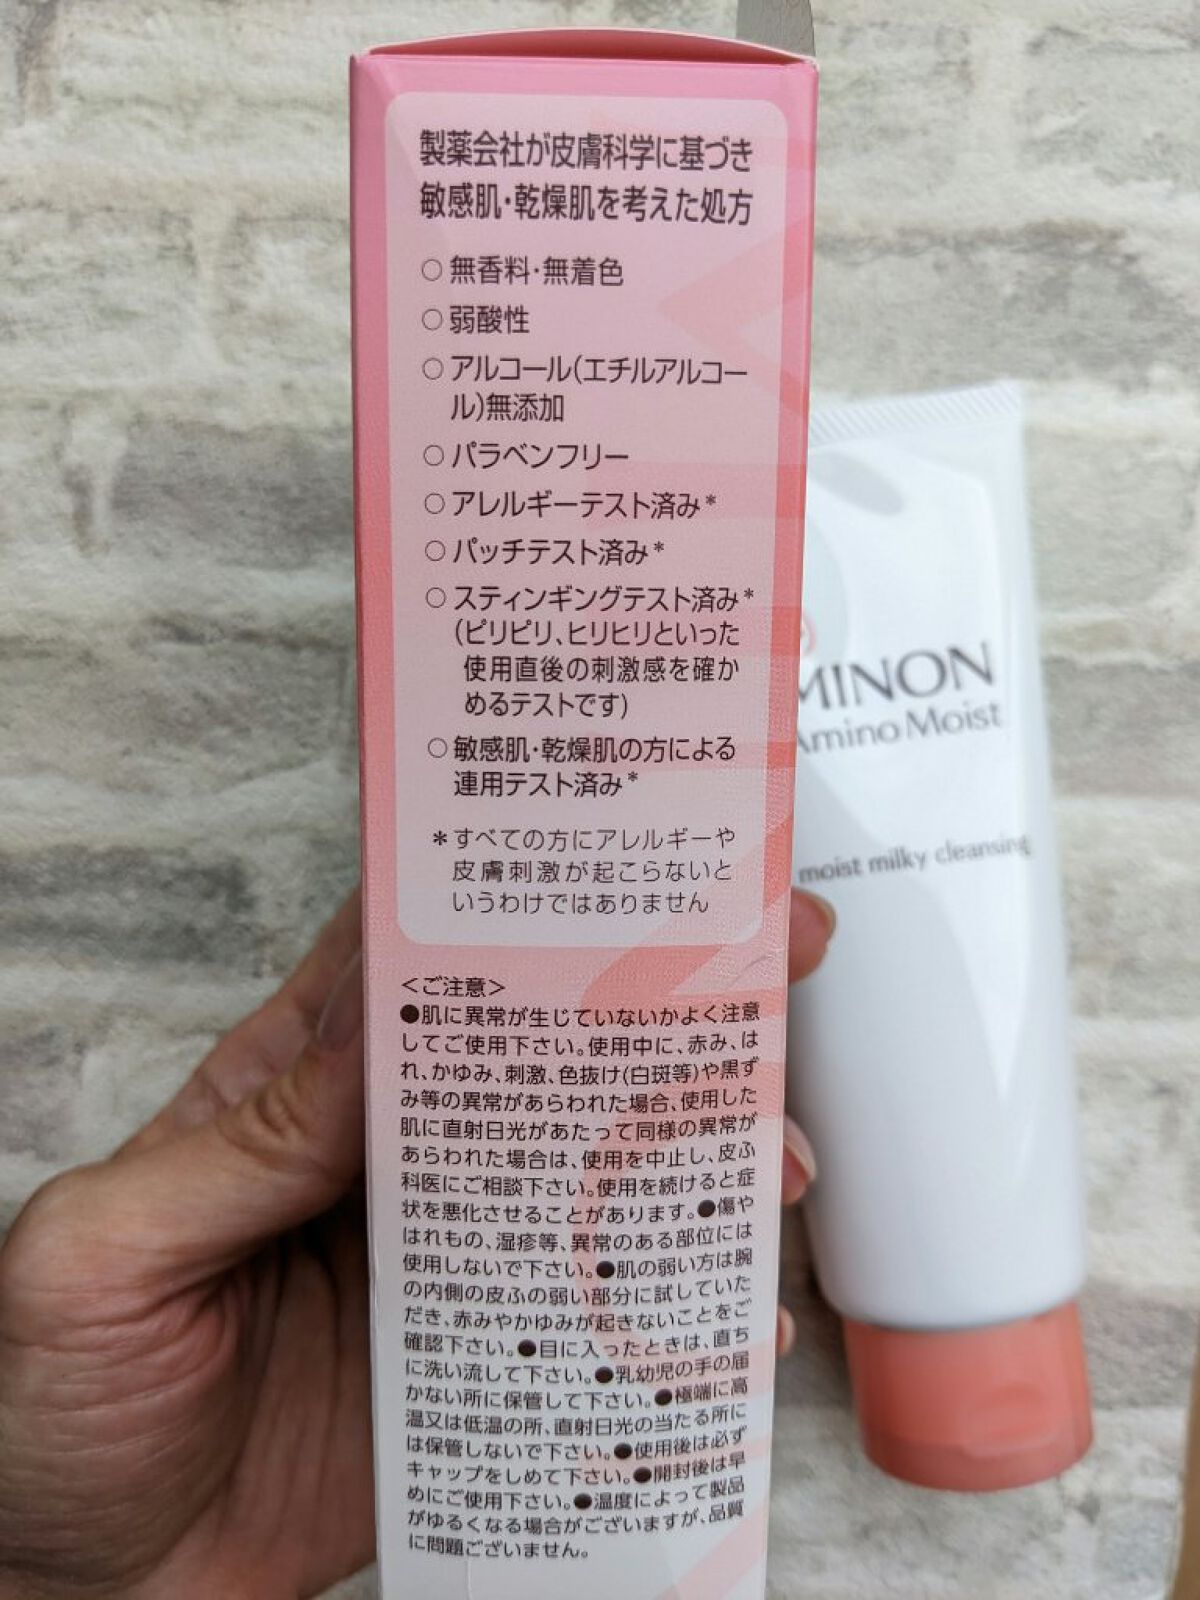 製薬会社が皮膚科学に基づき
敏感肌・乾燥肌を考えた処方
○無香料・無着色
○弱酸性
○アルコール(エチルアルコー
ル)無添加
○パラベンフリー
○アレルギーテスト済み*
○パッチテスト済み*
○スティンギングテスト済み*
(ピリピリ、ヒリヒリといった
使用直後の刺激感を確か
めるテストです)
○敏感肌・乾燥肌の方による
連用テスト済み*
*すべての方にアレルギーや
皮膚刺激が起こらないと
いうわけではありません
<ご注意>
●肌に異常が生じていないかよく注意
してご使用下さい。使用中に、赤み、は
れ、かゆみ、刺激、色抜け(白斑等)や黒ず
み等の異常があらわれた場合、使用した
肌に直射日光があたって同様の異常が
あらわれた場合は、使用を中止し、皮ふ
科医にご相談下さい。使用を続けると症
状を悪化させることがあります。●傷や
はれもの、湿疹等、異常のある部位には
使用しないで下さい。●肌の弱い方は腕
の内側の皮ふの弱い部分に試していた
だき、赤みやかゆみが起きないことをご
確認下さい。●目に入ったときは、直ち
に洗い流して下さい。●乳幼児の手の届
かない所に保管して下さい。●極端に高
温又は低温の所、直射日光の当たる所に
は保管しないで下さい。●使用後は必ず
キャップをしめて下さい。●開封後は早
めにご使用下さい。●温度によって製品
がゆるくなる場合がございますが、品質
に問題ございません。
MINON
Amino Moist
moist milky cleansing